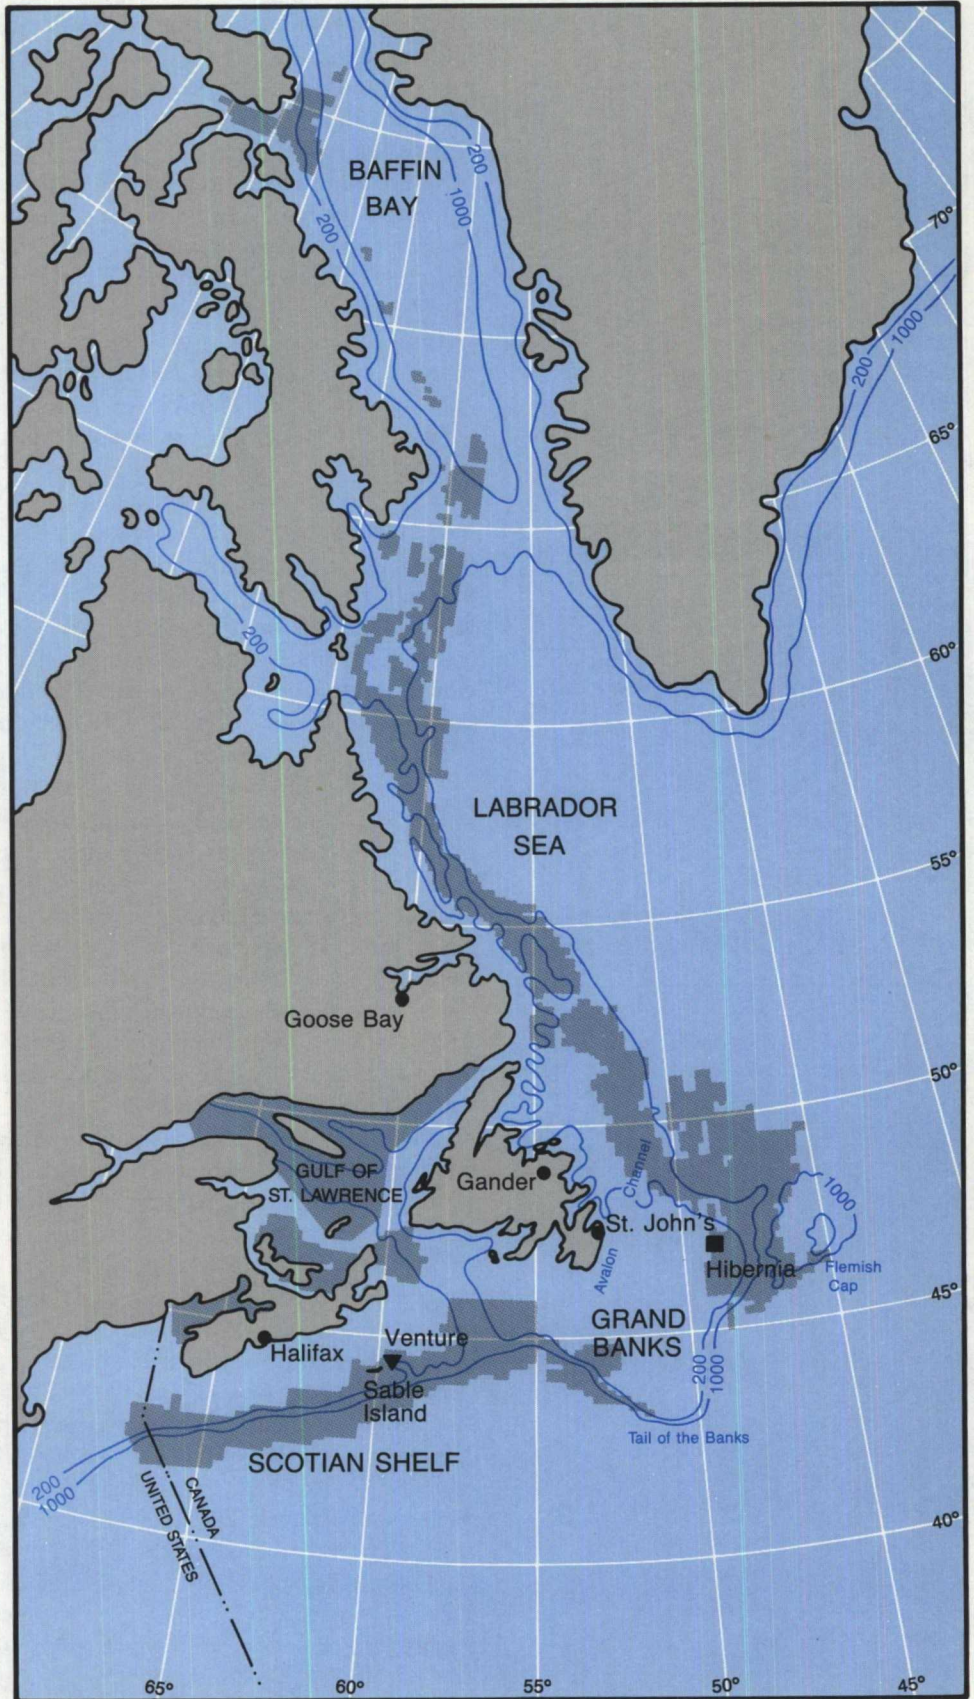 BAFFIN
BAY
200
200
1000
70°
1000
200
65°
200
60°
LABRADOR
SEA
55°
Goose Bay
50°
GULF OF
ST. LAWRENCE
Gander
Channel
Avalon
St. John's
Hibernia
1000
Flemish
Cap
45°
GRAND
BANKS
Halifax
Venture
Sable
Island
200
1000
Tail of the Banks
SCOTIAN SHELF
200
1000
CANADA
UNITED STATES
40°
65°
60°
55°
50°
45°